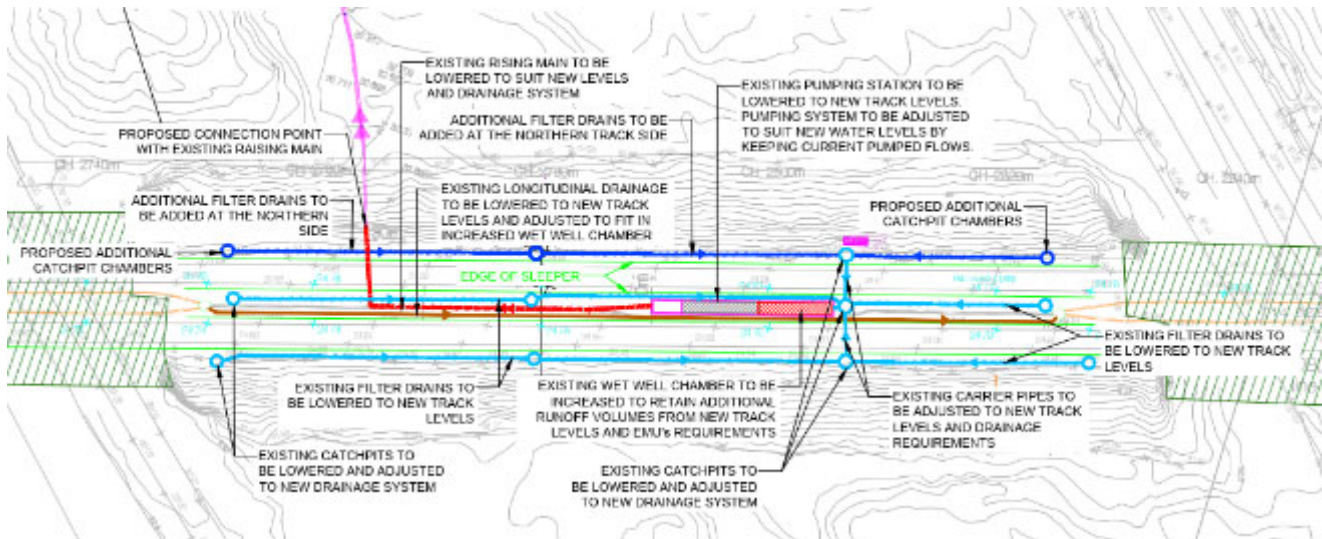 EXISTING RISING MAIN TO BE
LOWERED TO SUIT NEW LEVELS
AND DRAINAGE SYSTEM
EXISTING PUMPING STATION TO BE
LOWERED TO NEW TRACK LEVELS.
PUMPING SYSTEM TO BE ADJUSTED
TO SUIT NEW WATER LEVELS BY
KEEPING CURRENT PUMPED FLOWS.
ADDITIONAL FILTER DRAINS TO BE
ADDED AT THE NORTHERN TRACK SIDE
PROPOSED CONNECTION POINT
WITH EXISTING RAISING MAIN
CH. 2740m
ADDITIONAL FILTER DRAINS TO
BE ADDED AT THE NORTHERN
SIDE
EXISTING LONGITUDINAL DRAINAGE
TO BE LOWERED TO NEW TRACK
LEVELS AND ADJUSTED TO FIT IN
INCREASED WET WELL CHAMBER
PROPOSED ADDITIONAL
CATCHPIT CHAMBERS
PROPOSED ADDITIONAL
CATCHPIT CHAMBERS
EDGE OF SLEEPER
EXISTING FILTER DRAINS TO
BE LOWERED TO NEW TRACK
LEVELS
EXISTING FILTER DRAINS TO
BE LOWERED TO NEW TRACK
LEVELS
EXISTING WET WELL CHAMBER TO BE
INCREASED TO RETAIN ADDITIONAL
RUNOFF VOLUMES FROM NEW TRACK
LEVELS AND EMU's REQUIREMENTS
EXISTING CARRIER PIPES TO
BE ADJUSTED TO NEW TRACK
LEVELS AND DRAINAGE
REQUIREMENTS
EXISTING CATCHPITS TO
BE LOWERED AND ADJUSTED
TO NEW DRAINAGE SYSTEM
EXISTING CATCHPITS TO
BE LOWERED AND ADJUSTED
TO NEW DRAINAGE SYSTEM